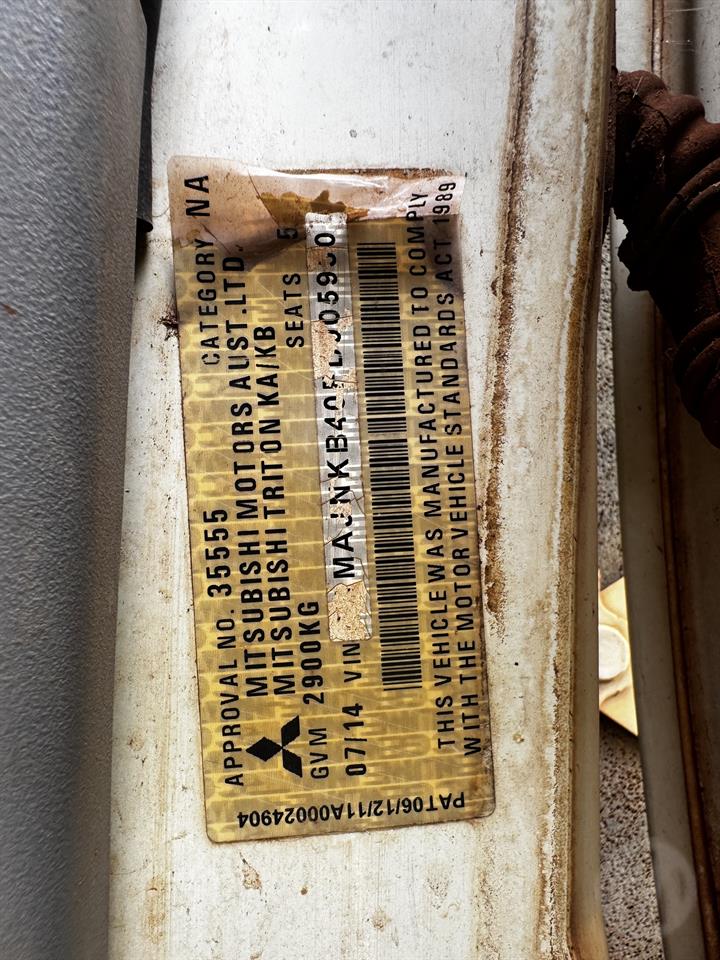 APPROVAL NO. 35555 CATEGORY NA
MITSUBISHI MOTORS AUST.LTD.
MITSUBISHI TRITON KA/KB
GVM 2900KG SEATS 5
07/14 VIN
THIS VEHICLE WAS MANUFACTURED TO COMPLY
WITH THE MOTOR VEHICLE STANDARDS ACT 1989
PAT06/12/11A00024904